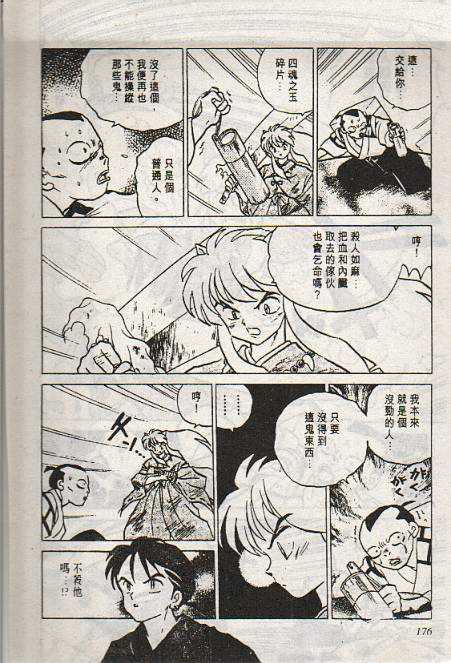 這…
交給你…
四魂之玉
碎片…
沒了這個，
我便再也
不能操縱
那些鬼…
只是個
普通人。
哼！
殺人如麻…
把血和內臟
取去的傢伙
也會乞命嗎？
我本來
就是個
沒勁的人…
只要
沒得到
這鬼東西…
……
……
哼！
不殺他
嗎…!?
176